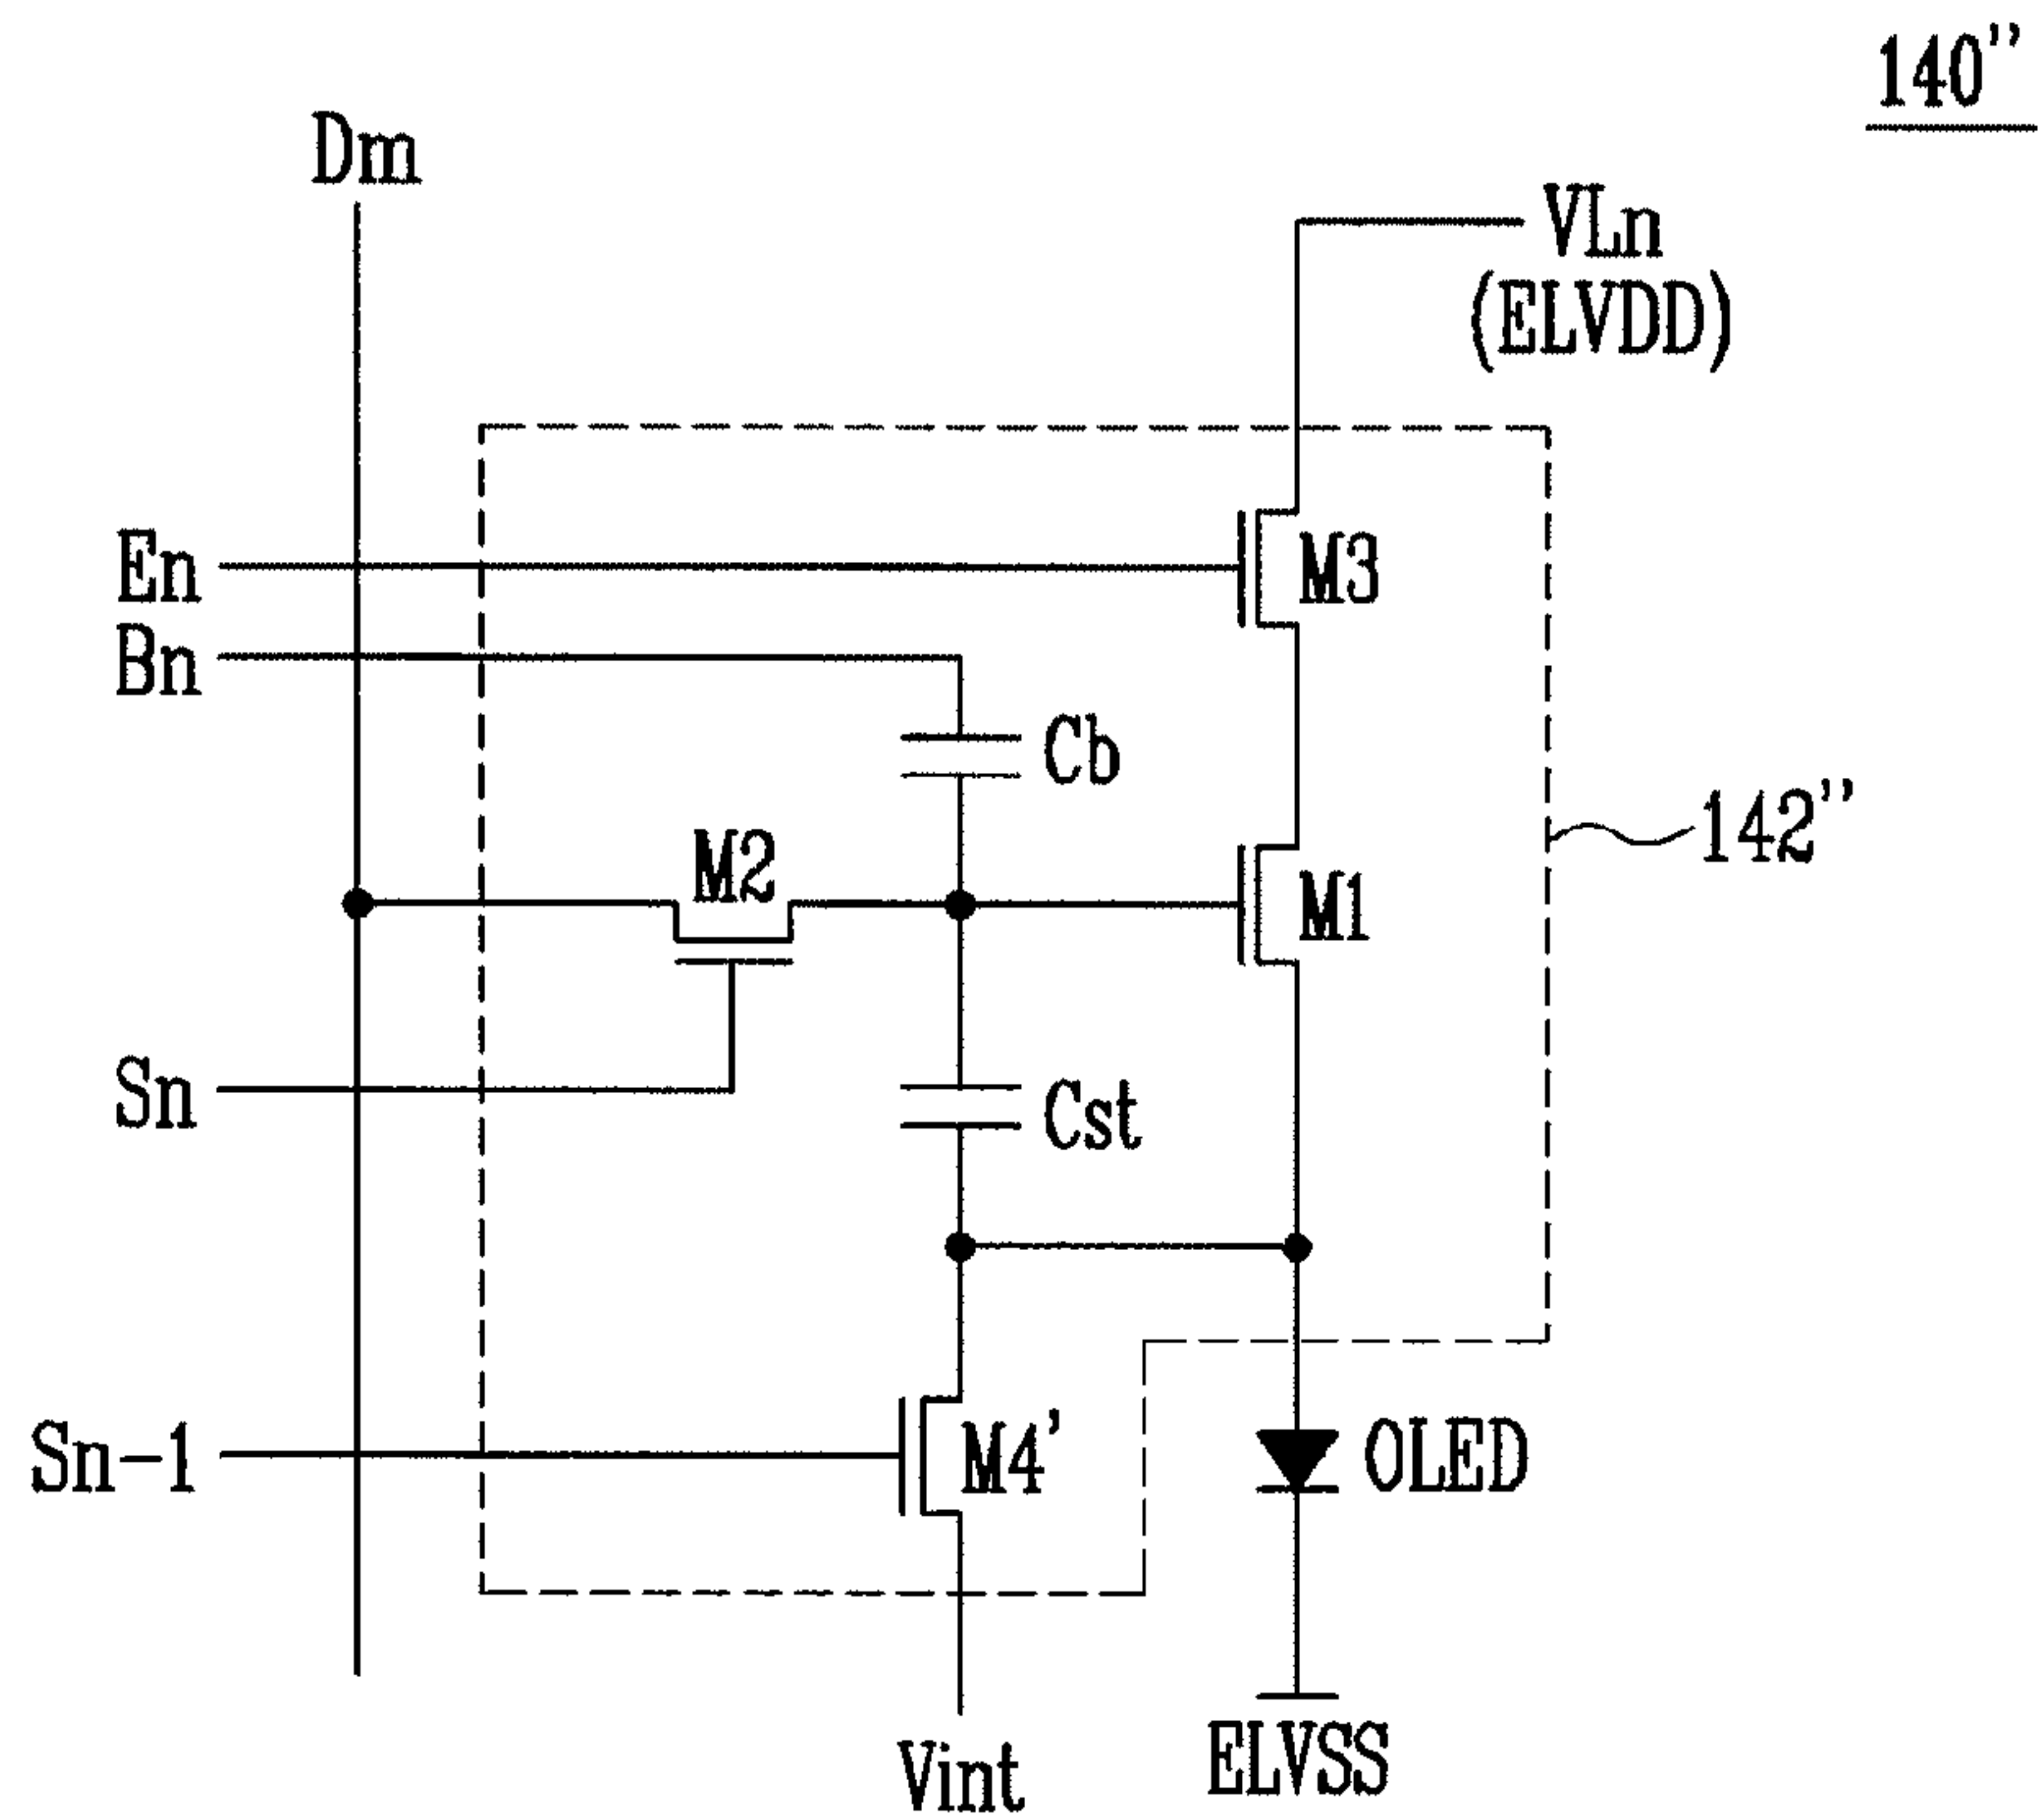 140"
Dm
VLn
(ELVDD)
En
M3
Bn
Cb
142"
M2
M1
Sn
Cst
Sn-1
M4'
OLED
Vint
ELVSS